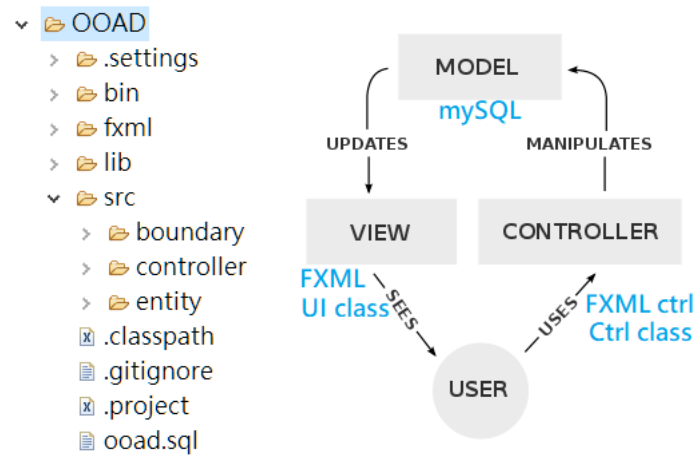 OOAD
.settings
bin
fxml
lib
src
boundary
controller
entity
.classpath
.gitignore
.project
ooad.sql
MODEL
mySQL
UPDATES
MANIPULATES
VIEW
CONTROLLER
FXML
UI class
SEES
USES
FXML ctrl
Ctrl class
USER